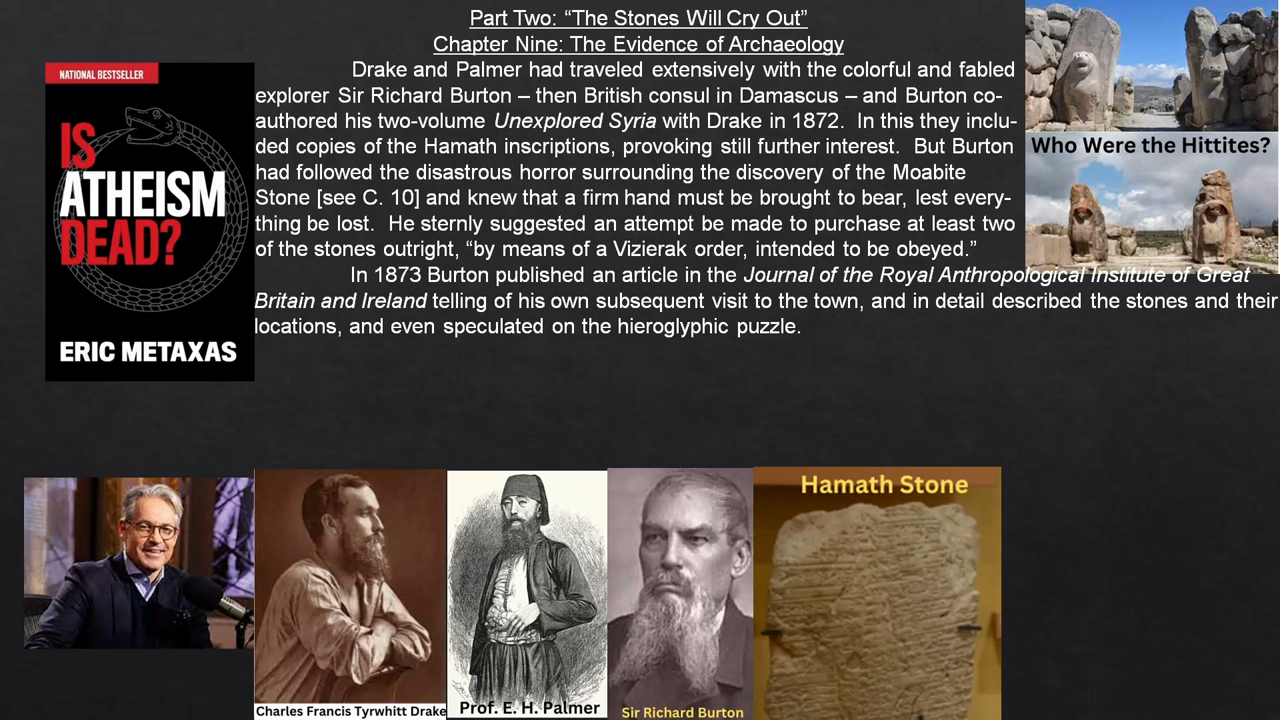 Part Two: “The Stones Will Cry Out”
Chapter Nine: The Evidence of Archaeology
Drake and Palmer had traveled extensively with the colorful and fabled
explorer Sir Richard Burton – then British consul in Damascus – and Burton co-
authored his two-volume Unexplored Syria with Drake in 1872.  In this they inclu-
ded copies of the Hamath inscriptions, provoking still further interest.  But Burton
had followed the disastrous horror surrounding the discovery of the Moabite
Stone [see C. 10] and knew that a firm hand must be brought to bear, lest every-
thing be lost.  He sternly suggested an attempt be made to purchase at least two
of the stones outright, “by means of a Vizierak order, intended to be obeyed.”
In 1873 Burton published an article in the Journal of the Royal Anthropological Institute of Great
Britain and Ireland telling of his own subsequent visit to the town, and in detail described the stones and their
locations, and even speculated on the hieroglyphic puzzle.
NATIONAL BESTSELLER
IS
ATHEISM
DEAD?
ERIC METAXAS
Who Were the Hittites?
Charles Francis Tyrwhitt Drake
Prof. E. H. Palmer
Sir Richard Burton
Hamath Stone